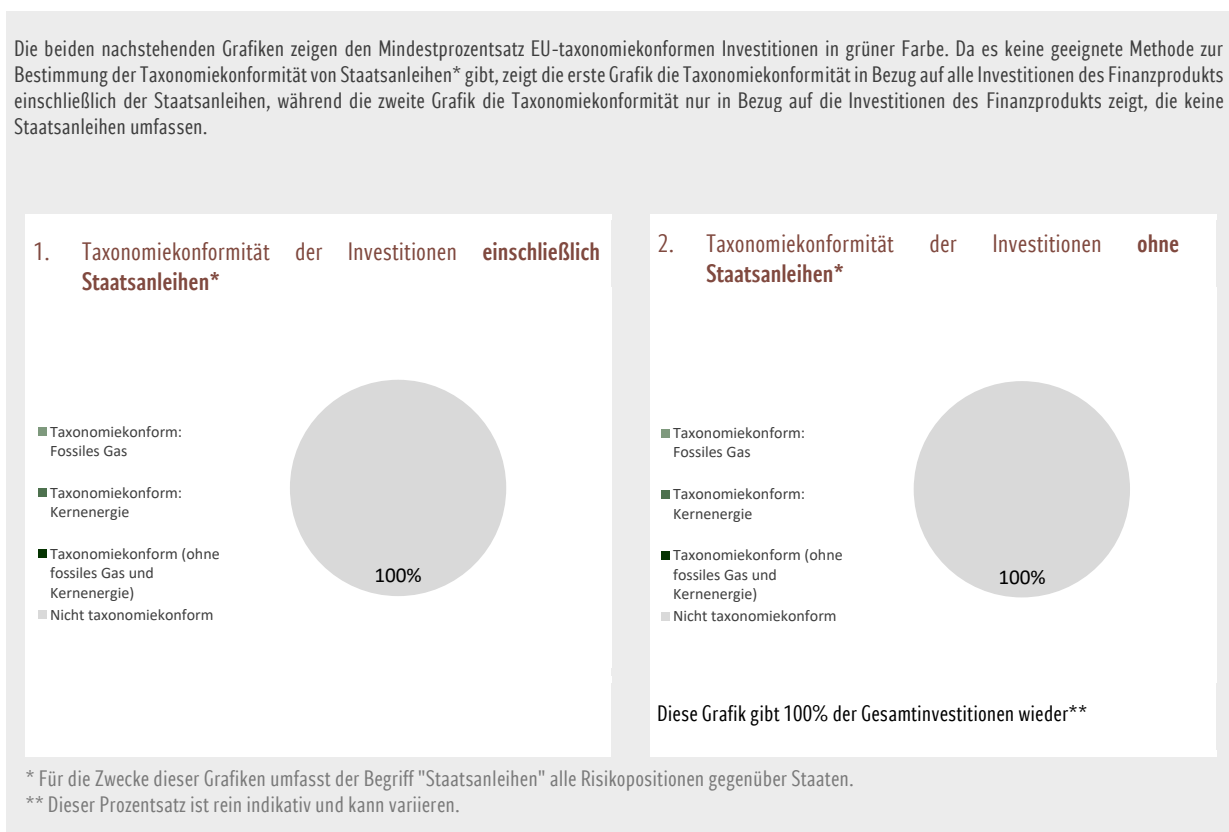 Die beiden nachstehenden Grafiken zeigen den Mindestprozentsatz EU-taxonomiekonformen Investitionen in grüner Farbe. Da es keine geeignete Methode zur
Bestimmung der Taxonomiekonformität von Staatsanleihen* gibt, zeigt die erste Grafik die Taxonomiekonformität in Bezug auf alle Investitionen des Finanzprodukts
einschließlich der Staatsanleihen, während die zweite Grafik die Taxonomiekonformität nur in Bezug auf die Investitionen des Finanzprodukts zeigt, die keine
Staatsanleihen umfassen.
1. Taxonomiekonformität der Investitionen einschließlich
Staatsanleihen*
Taxonomiekonform:
Fossiles Gas
Taxonomiekonform:
Kernenergie
Taxonomiekonform (ohne
fossiles Gas und
Kernenergie)
Nicht taxonomiekonform
100%
2. Taxonomiekonformität der Investitionen ohne
Staatsanleihen*
Taxonomiekonform:
Fossiles Gas
Taxonomiekonform:
Kernenergie
Taxonomiekonform (ohne
fossiles Gas und
Kernenergie)
Nicht taxonomiekonform
100%
Diese Grafik gibt 100% der Gesamtinvestitionen wieder**
* Für die Zwecke dieser Grafiken umfasst der Begriff "Staatsanleihen" alle Risikopositionen gegenüber Staaten.
** Dieser Prozentsatz ist rein indikativ und kann variieren.